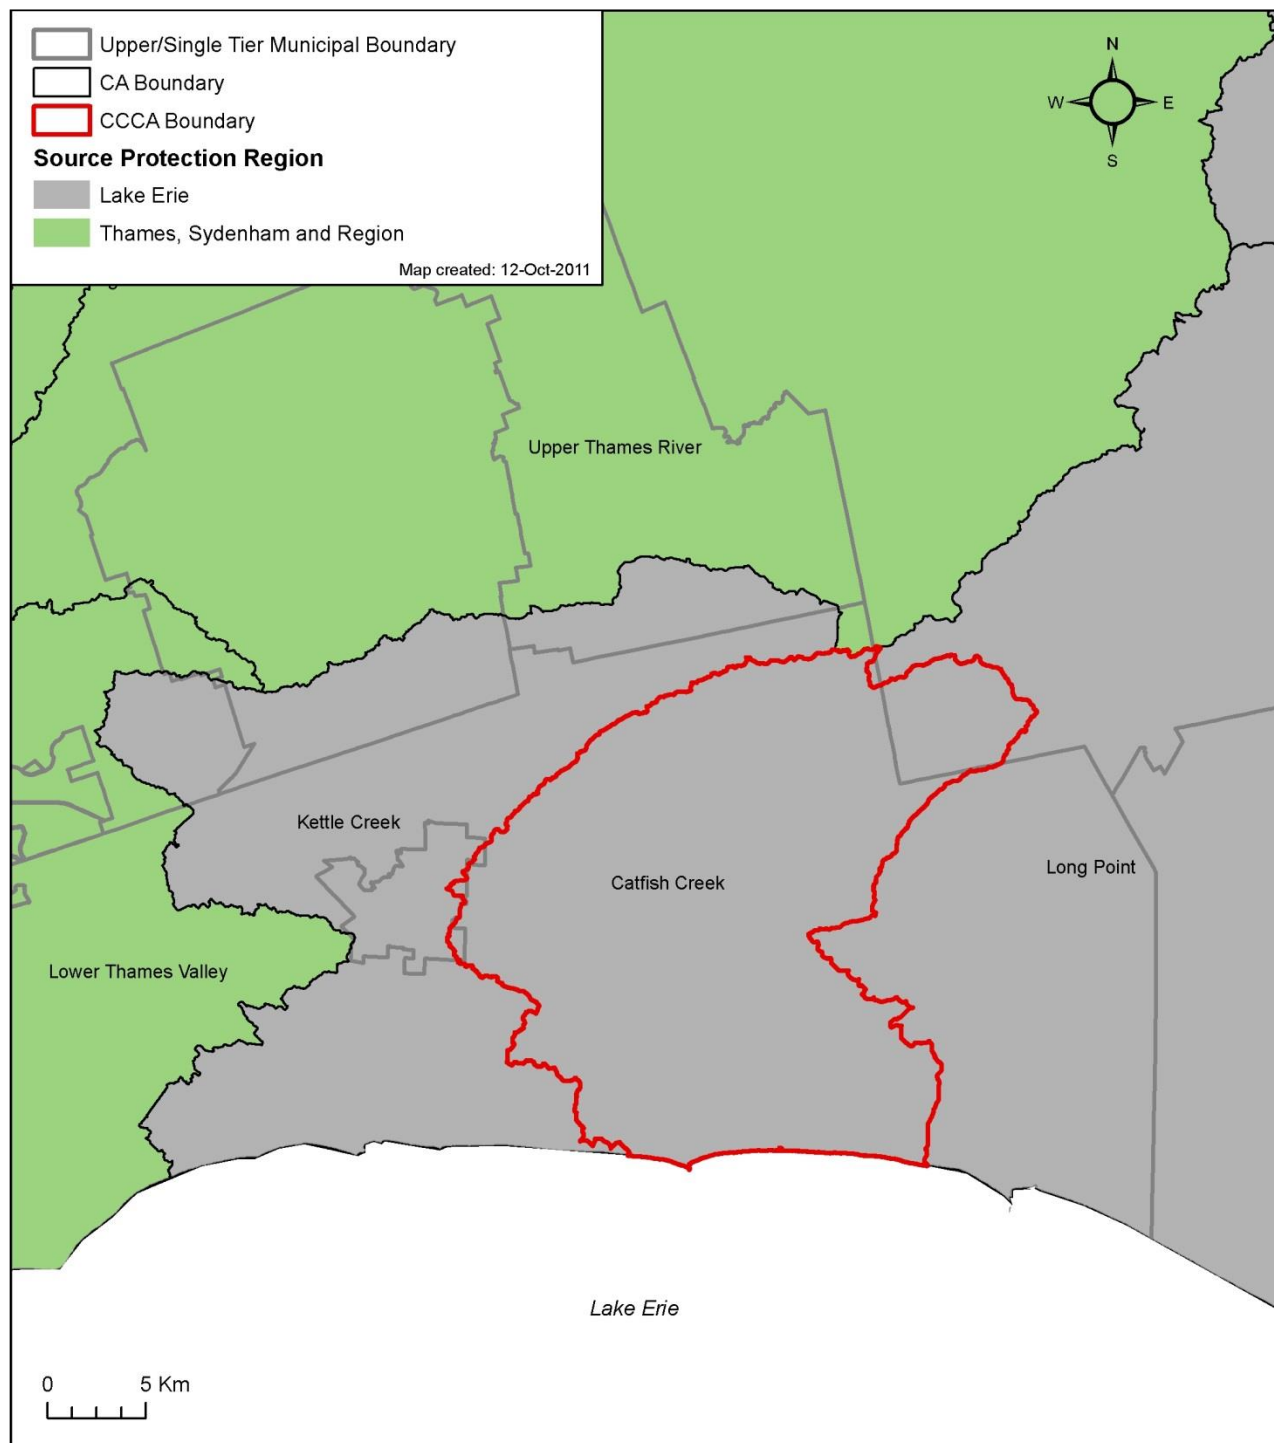 Upper/Single Tier Municipal Boundary
CA Boundary
CCCA Boundary
Source Protection Region
Lake Erie
Thames, Sydenham and Region
Map created: 12-Oct-2011
N
W E
S
Upper Thames River
Kettle Creek
Catfish Creek
Long Point
Lower Thames Valley
Lake Erie
0 5 Km